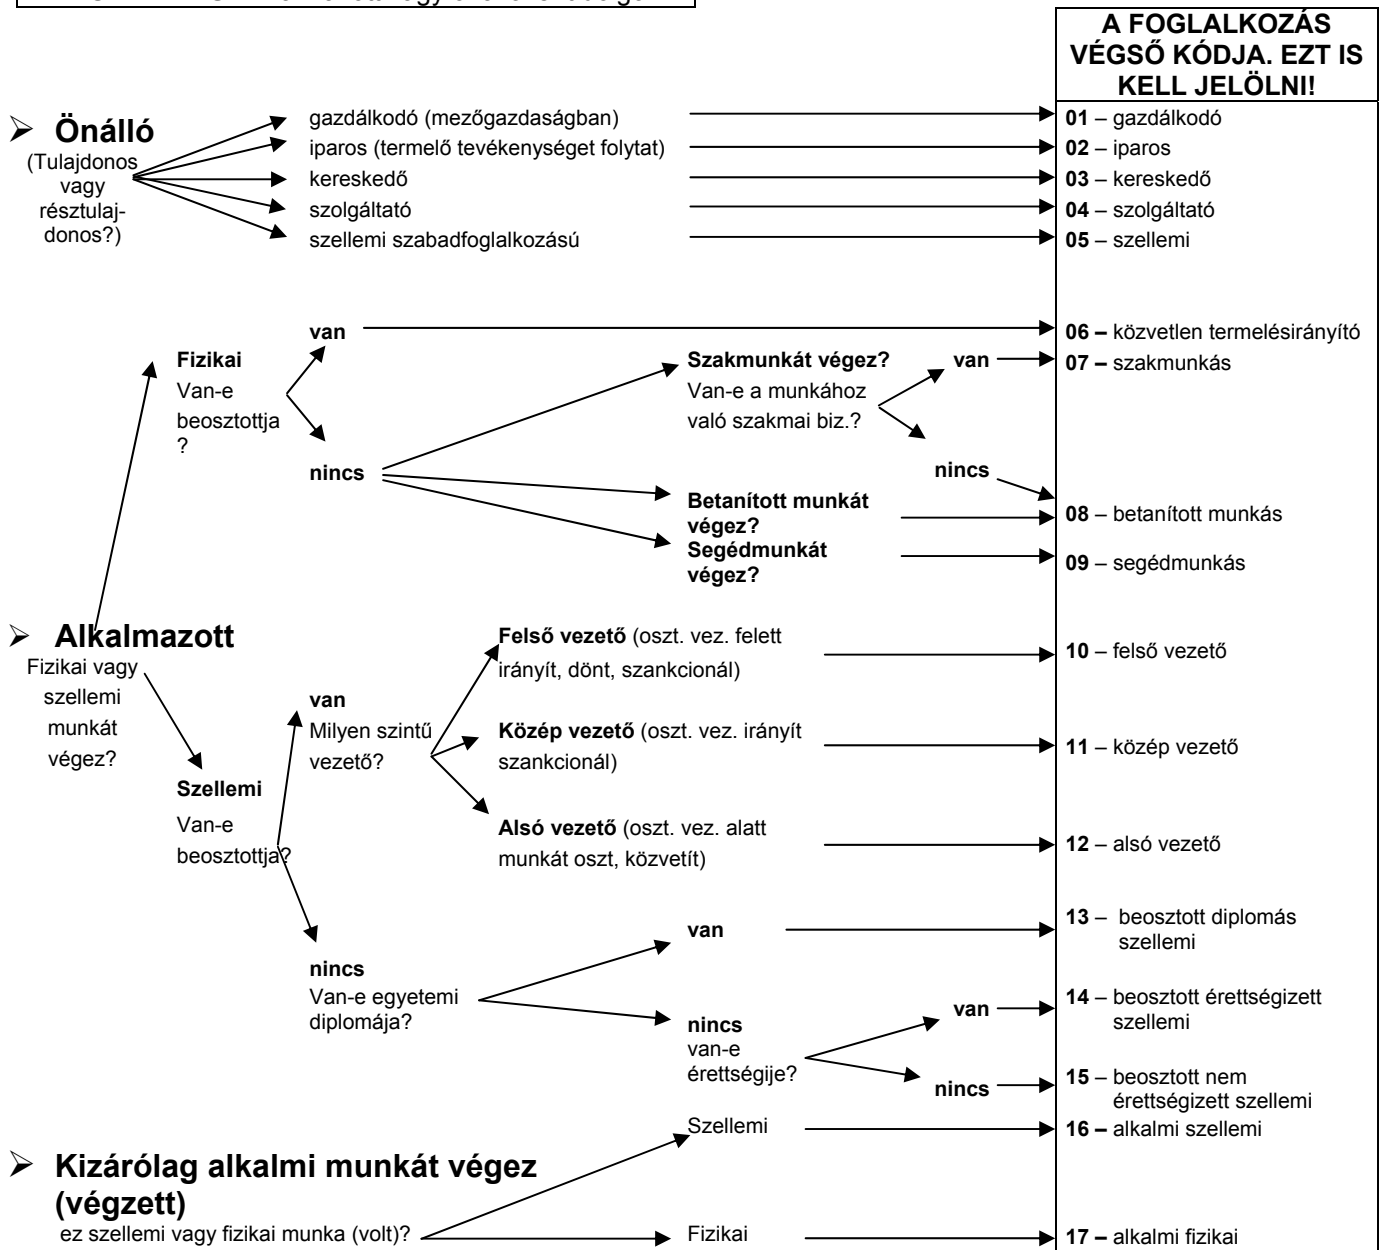 A FOGLALKOZÁS
VÉGSŐ KÓDJA. EZT IS
KELL JELÖLNI!
➢ Önálló
(Tulajdonos
vagy
résztulaj-
donos?)
gazdálkodó (mezőgazdaságban)
01 – gazdálkodó
iparos (termelő tevékenységet folytat)
02 – iparos
kereskedő
03 – kereskedő
szolgáltató
04 – szolgáltató
szellemi szabadfoglalkozású
05 – szellemi
Fizikai
Van-e
beosztottja
?
van
06 – közvetlen termelésirányító
nincs
Szakmunkát végez?
Van-e a munkához
való szakmai biz.?
van
07 – szakmunkás
nincs
Betanított munkát
végez?
08 – betanított munkás
Segédmunkát
végez?
09 – segédmunkás
➢ Alkalmazott
Fizikai vagy
szellemi
munkát
végez?
Szellemi
Van-e
beosztottja?
van
Milyen szintű
vezető?
Felső vezető (oszt. vez. felett
irányít, dönt, szankcionál)
10 – felső vezető
Közép vezető (oszt. vez. irányít
szankcionál)
11 – közép vezető
Alsó vezető (oszt. vez. alatt
munkát oszt, közvetít)
12 – alsó vezető
nincs
Van-e egyetemi
diplomája?
van
13 – beosztott diplomás
szellemi
nincs
van-e
érettségije?
van
14 – beosztott érettségizett
szellemi
nincs
15 – beosztott nem
érettségizett szellemi
➢ Kizárólag alkalmi munkát végez
(végzett)
ez szellemi vagy fizikai munka (volt)?
Szellemi
16 – alkalmi szellemi
Fizikai
17 – alkalmi fizikai